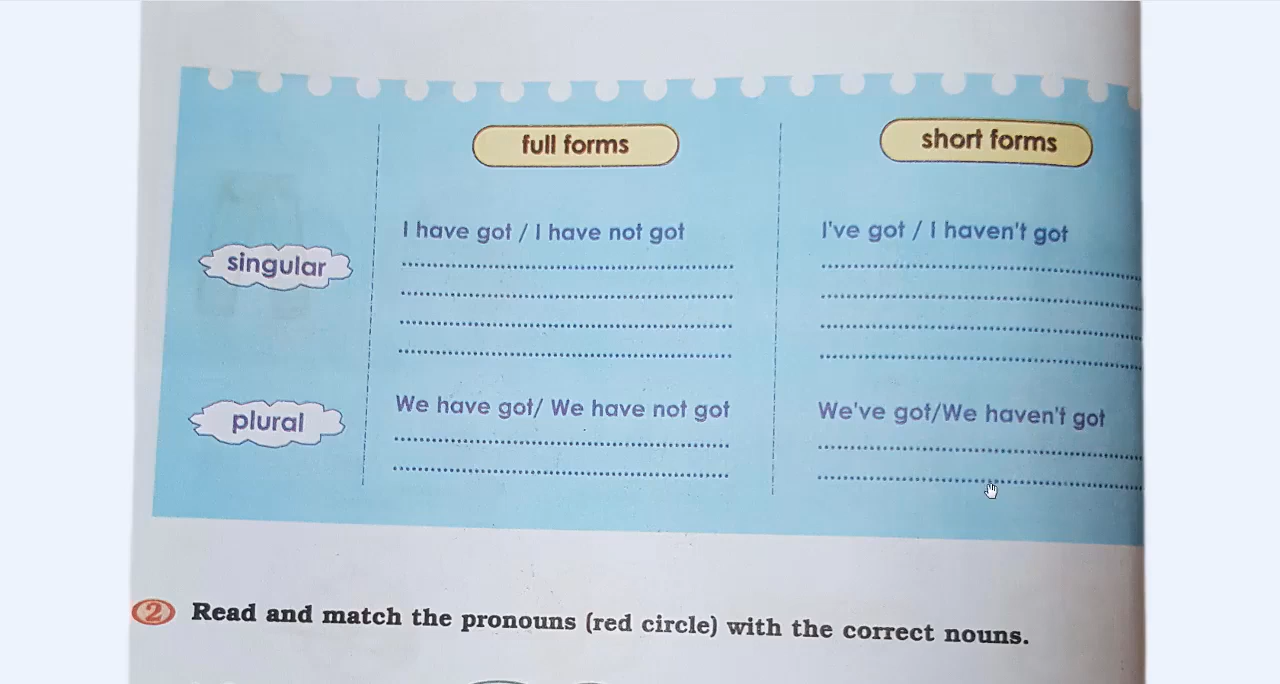 full forms
short forms
singular
I have got / I have not got
I've got / I haven't got
plural
We have got/ We have not got
We've got/We haven't got
2 Read and match the pronouns (red circle) with the correct nouns.